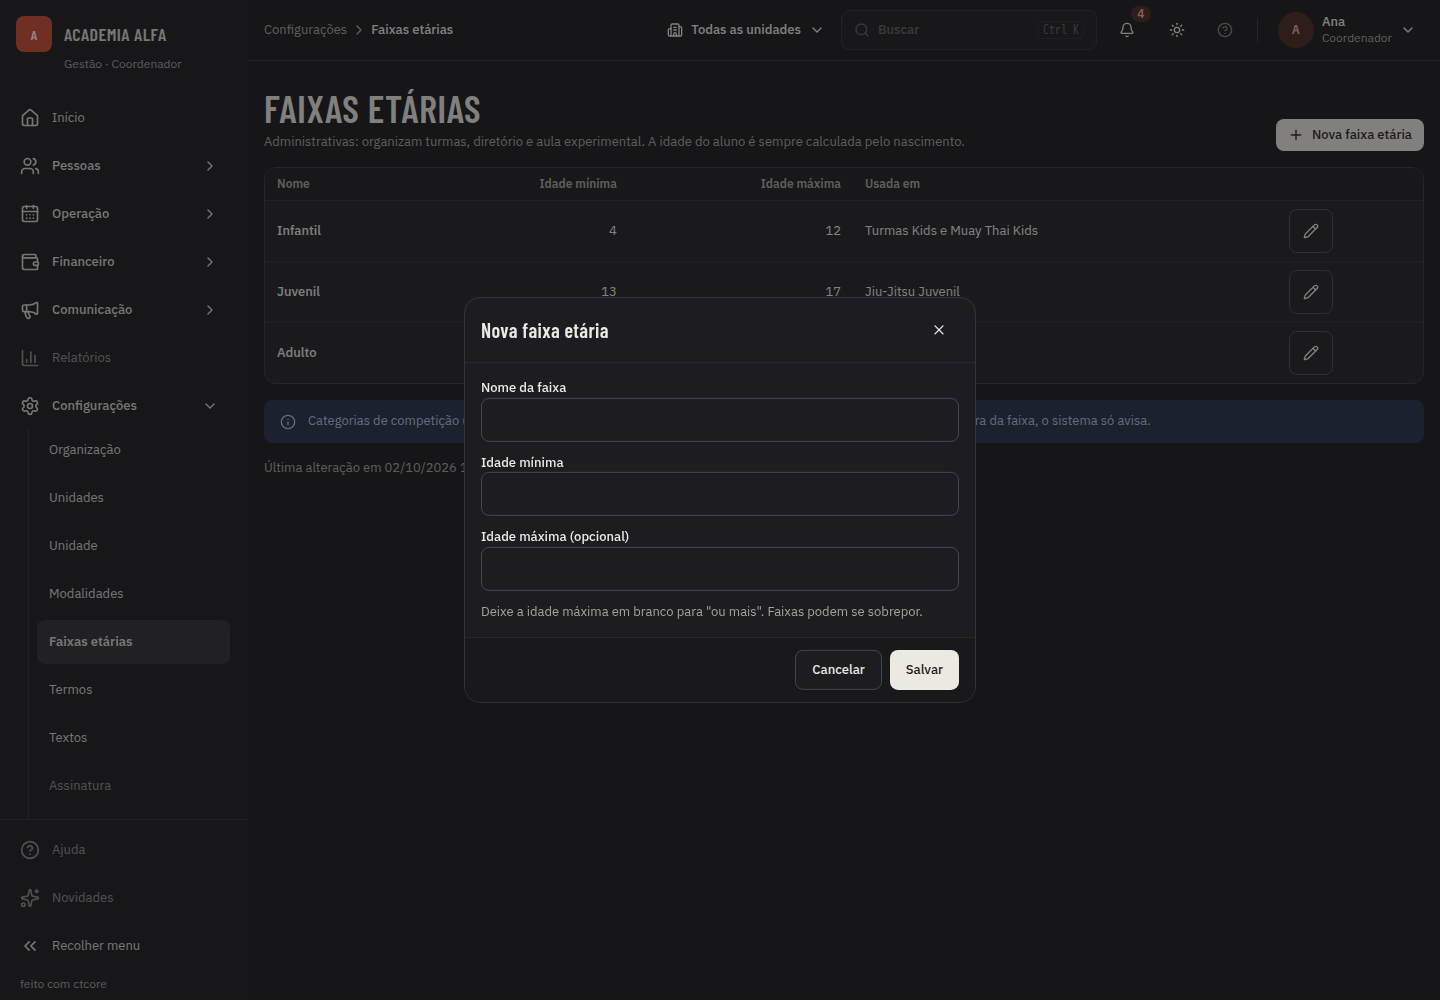 A
ACADEMIA ALFA
Gestão · Coordenador
Início
Pessoas
Operação
Financeiro
Comunicação
Relatórios
Configurações
Organização
Unidades
Unidade
Modalidades
Faixas etárias
Termos
Textos
Assinatura
Ajuda
Novidades
Recolher menu
feito com ctcore
Configurações > Faixas etárias
Todas as unidades
Buscar
Ctrl K
4
A
Ana
Coordenador
FAIXAS ETÁRIAS
Administrativas: organizam turmas, diretório e aula experimental. A idade do aluno é sempre calculada pelo nascimento.
Nova faixa etária
Nome Idade mínima Idade máxima Usada em
Infantil 4 12 Turmas Kids e Muay Thai Kids
Juvenil 13 17 Jiu-Jitsu Juvenil
Adulto
Categorias de competição
da faixa, o sistema só avisa.
Última alteração em 02/10/2026
Nova faixa etária
Nome da faixa
Idade mínima
Idade máxima (opcional)
Deixe a idade máxima em branco para "ou mais". Faixas podem se sobrepor.
Cancelar
Salvar